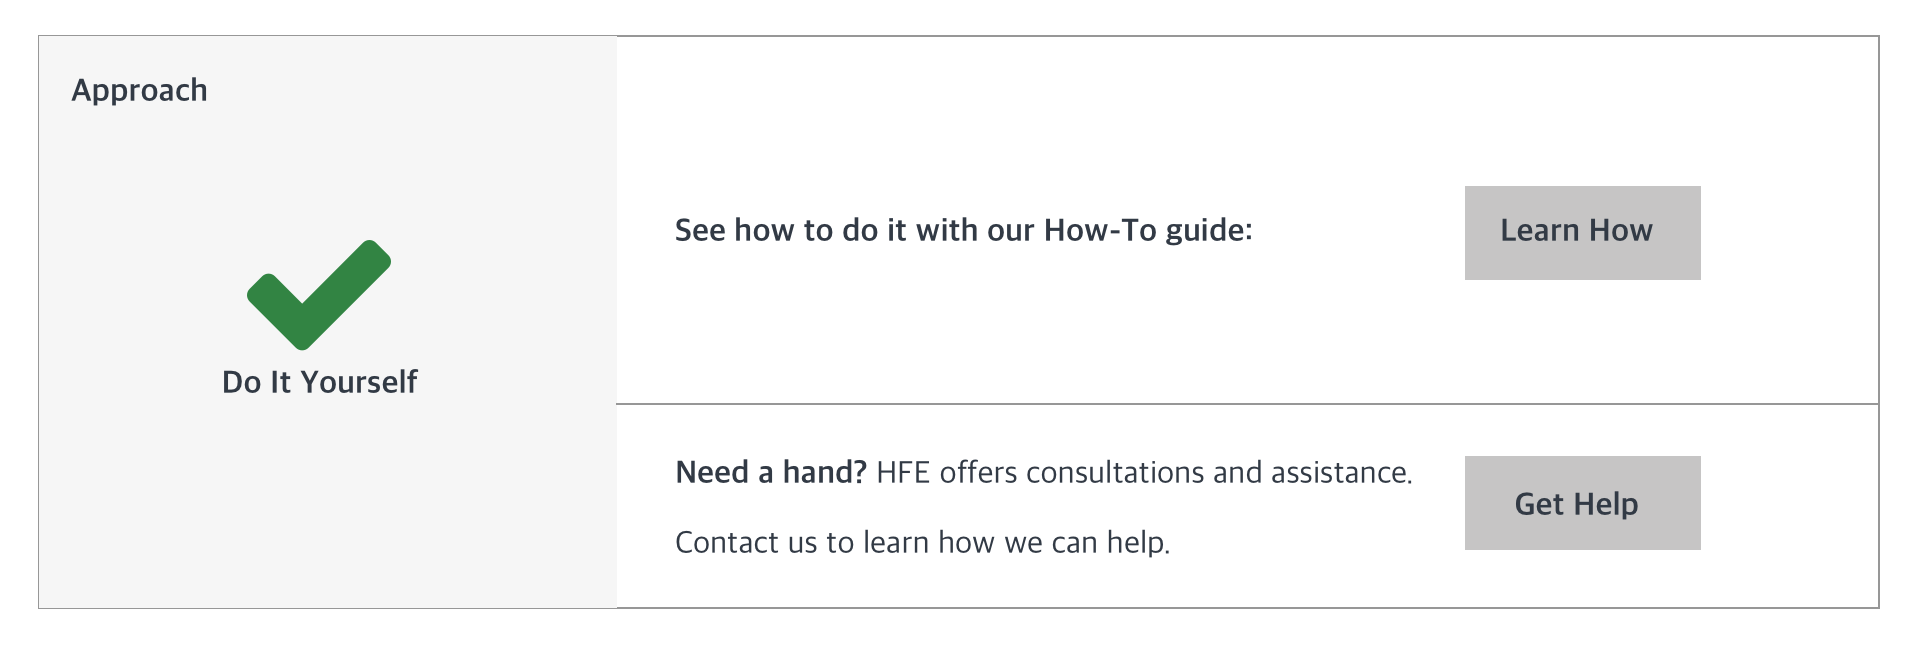 Approach
Do It Yourself
See how to do it with our How-To guide:
Learn How
Need a hand? HFE offers consultations and assistance.
Contact us to learn how we can help.
Get Help